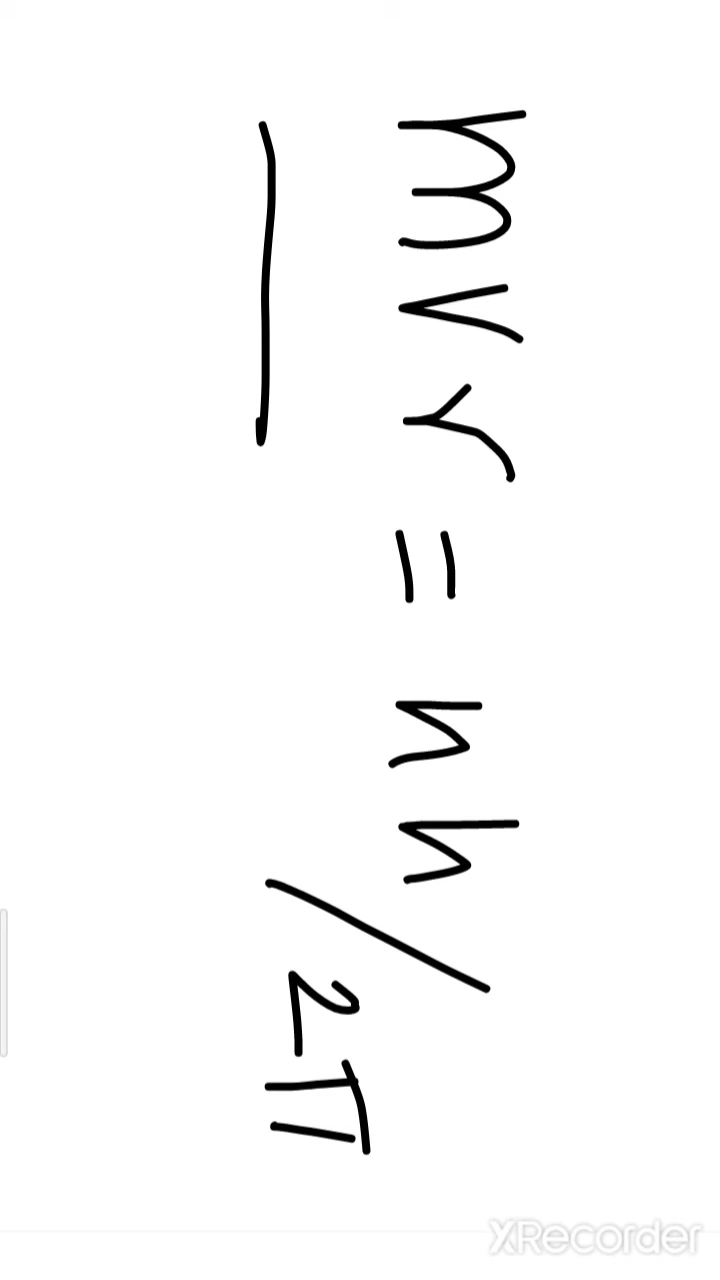 mvr = nh/2π
XRecorder